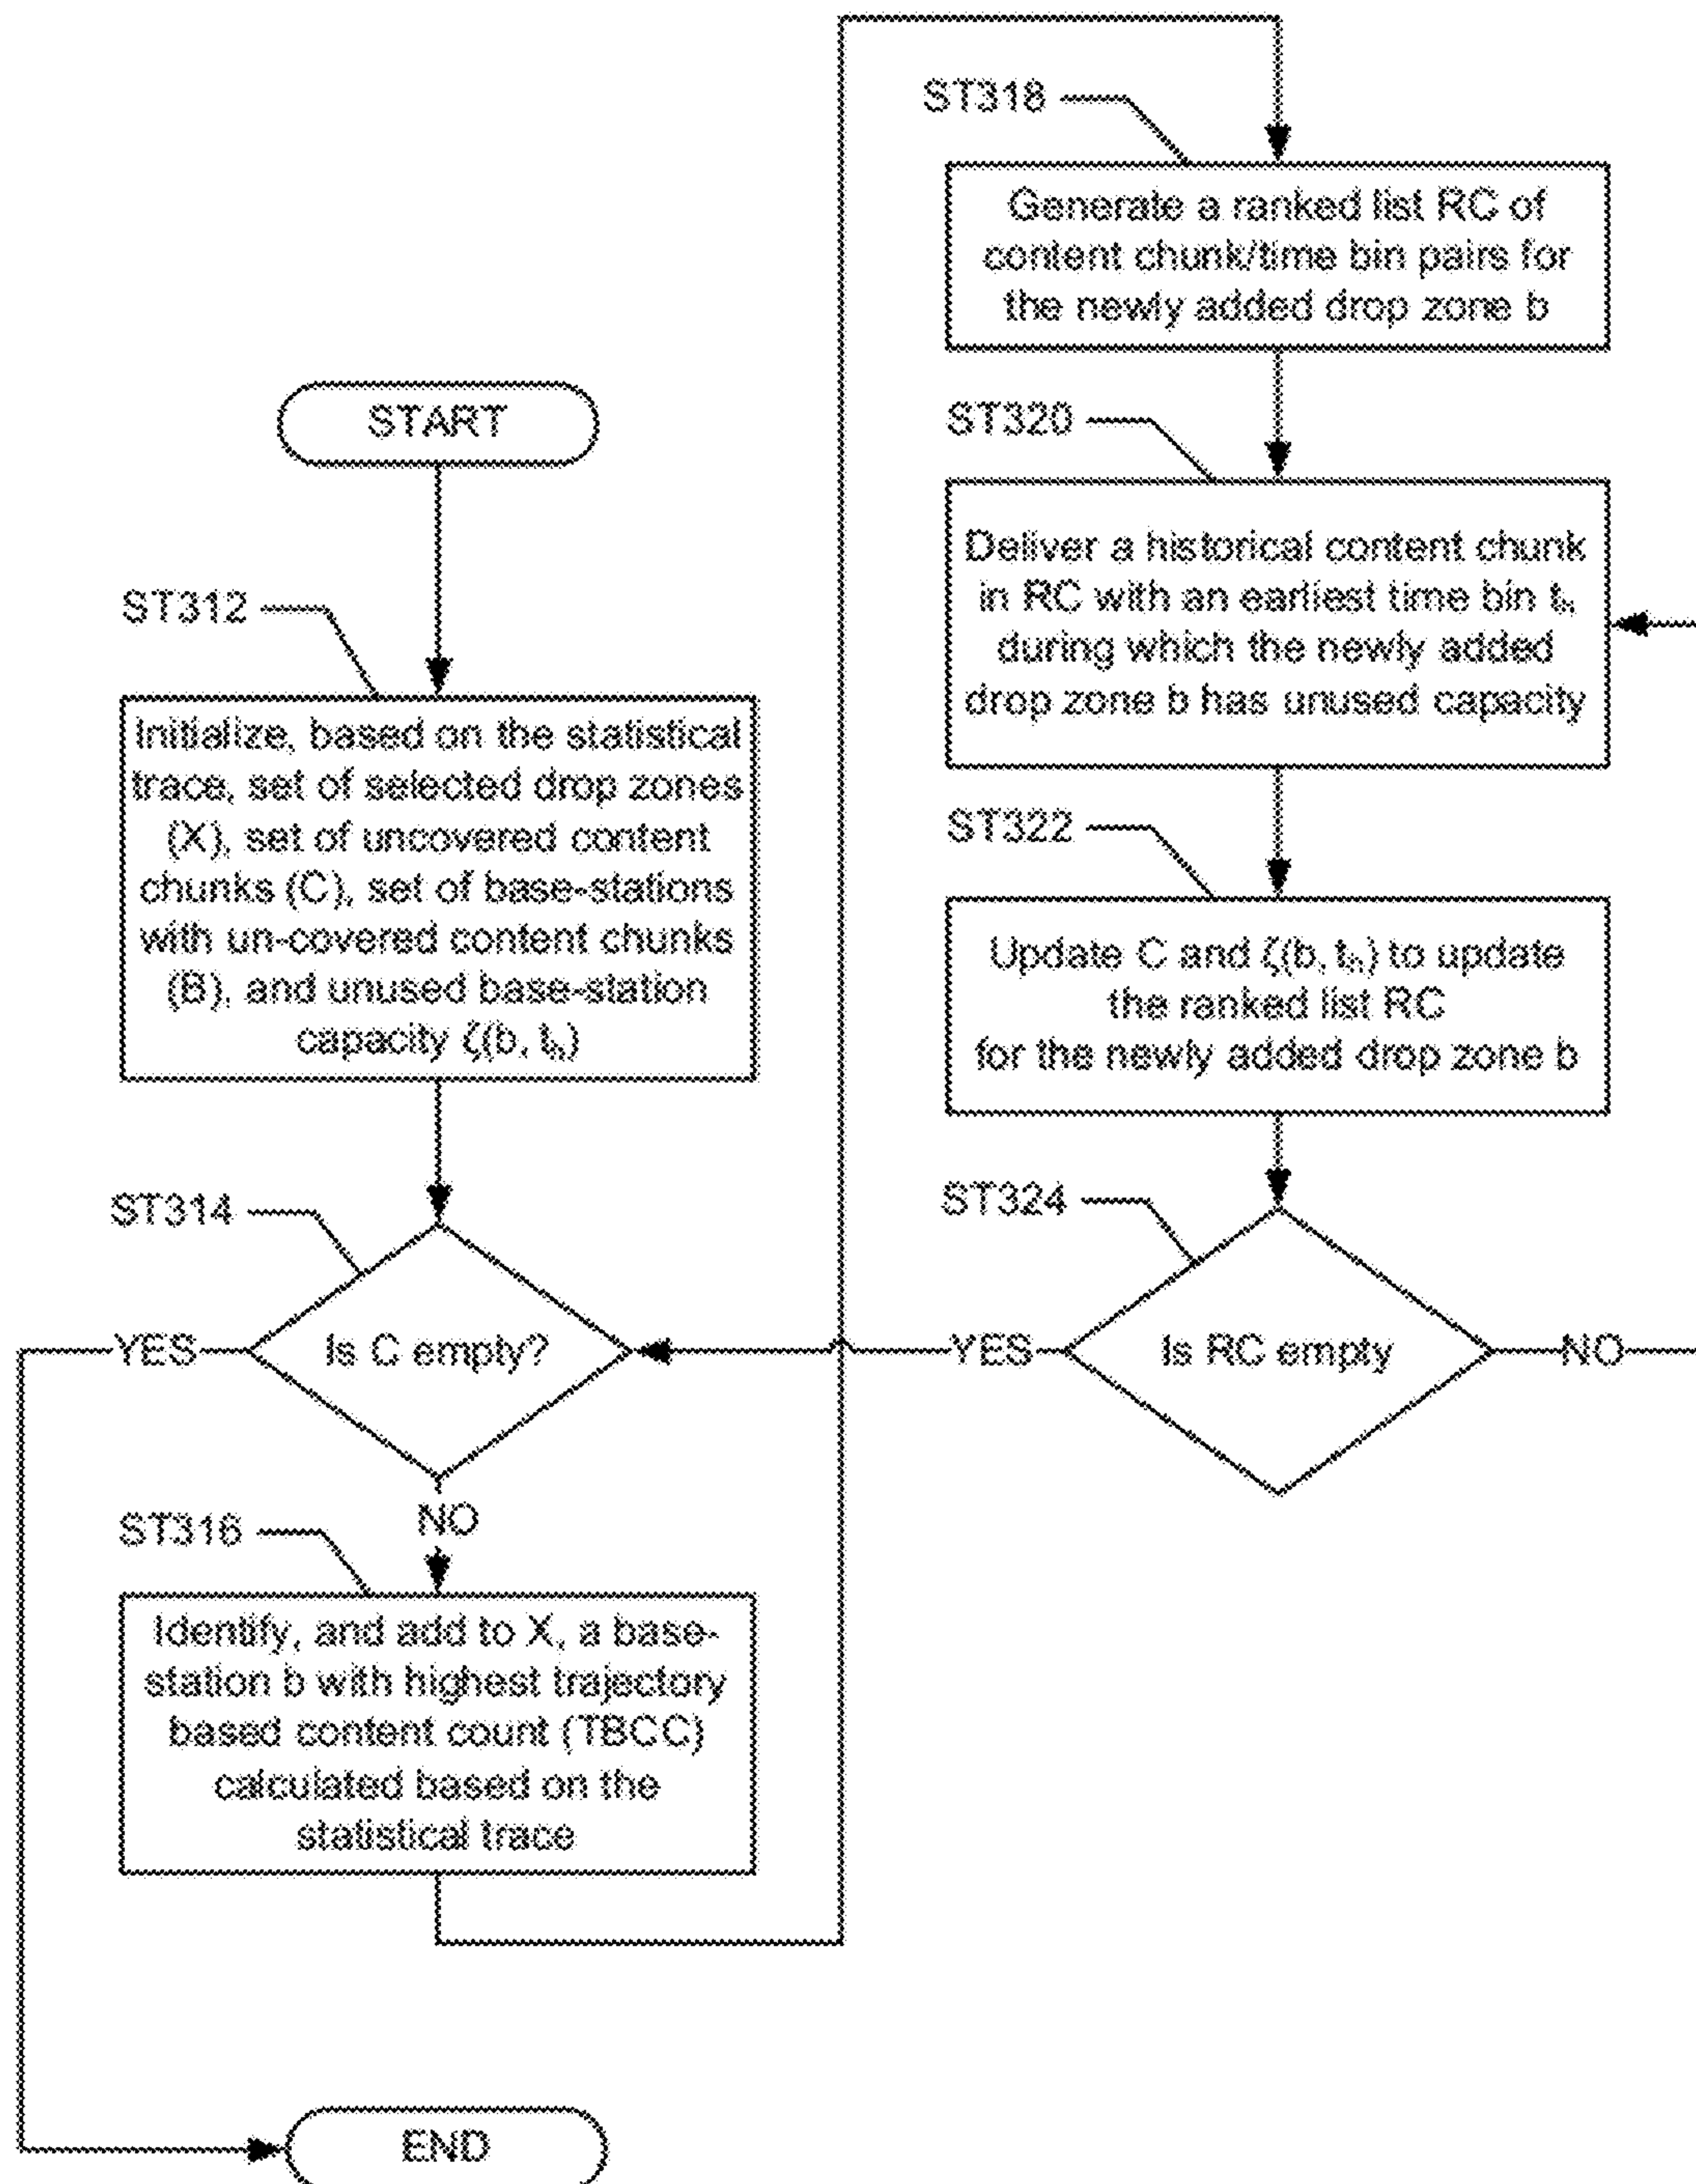 START
ST312
Initialize, based on the statistical
trace, set of selected drop zones
(X), set of uncovered content
chunks (C), set of base-stations
with un-covered content chunks
(B), and unused base-station
capacity ζ(b, tₕ)
ST314
YES
Is C empty?
NO
ST316
Identify, and add to X, a base-
station b with highest trajectory
based content count (TBCC)
calculated based on the
statistical trace
END
ST318
Generate a ranked list RC of
content chunk/time bin pairs for
the newly added drop zone b
ST320
Deliver a historical content chunk
in RC with an earliest time bin tₕ
during which the newly added
drop zone b has unused capacity
ST322
Update C and ζ(b, tₕ) to update
the ranked list RC
for the newly added drop zone b
ST324
YES
Is RC empty
NO